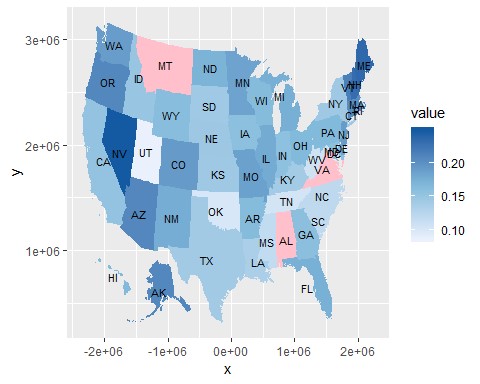 3e+06
2e+06
1e+06
y
-2e+06 -1e+06 0e+00 1e+06 2e+06
x
value
0.20
0.15
0.10
WA
MT
ME
OR
ID
ND
MN
VT
NH
SD
WI
MI
NY
MA
CT
RI
WY
IA
PA
NJ
NE
OH
DE
DC
CA
NV
UT
CO
IL
IN
WV
VA
KS
MO
KY
AZ
NM
OK
AR
TN
NC
SC
MS
AL
GA
TX
LA
HI
AK
FL